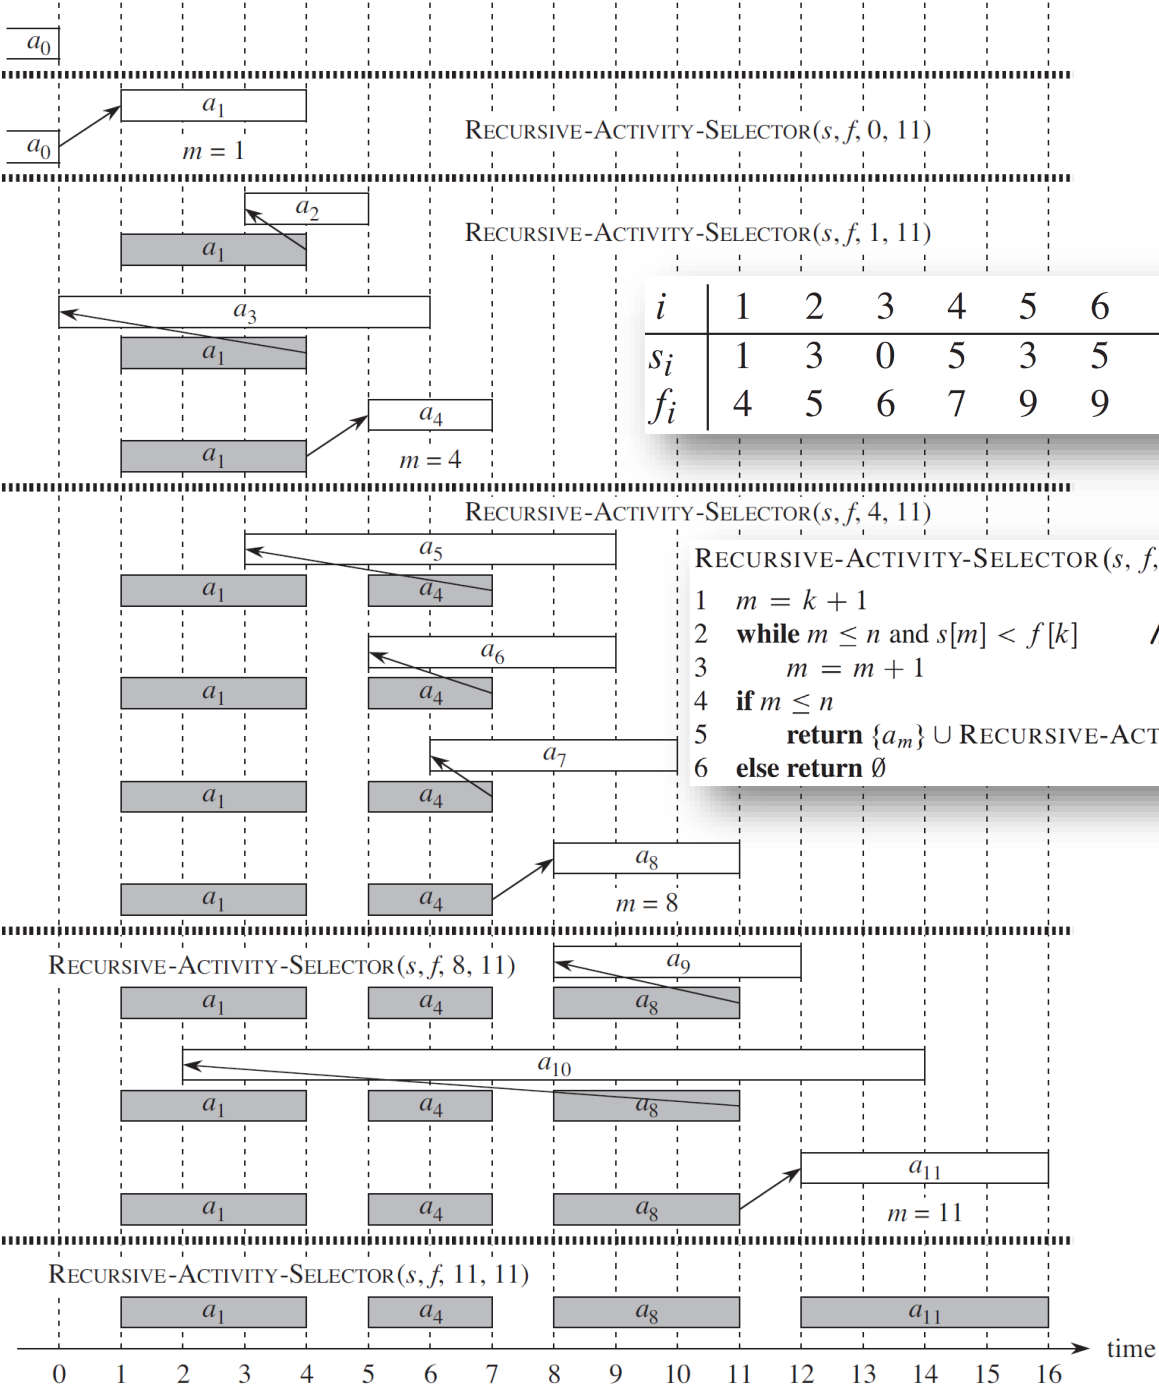 a₀
a₁
a₀
m = 1
RECURSIVE-ACTIVITY-SELECTOR(s, f, 0, 11)
a₂
a₁
RECURSIVE-ACTIVITY-SELECTOR(s, f, 1, 11)
a₃
a₁
a₄
a₁
m = 4
i 1 2 3 4 5 6
sᵢ 1 3 0 5 3 5
fᵢ 4 5 6 7 9 9
RECURSIVE-ACTIVITY-SELECTOR(s, f, 4, 11)
a₅
a₁ a₄
a₆
a₁ a₄
a₇
a₁ a₄
a₈
a₁ a₄
m = 8
RECURSIVE-ACTIVITY-SELECTOR(s, f,
1 m = k + 1
2 while m ≤ n and s[m] < f[k]
3 m = m + 1
4 if m ≤ n
5 return {aₘ} ∪ RECURSIVE-ACT
6 else return ∅
RECURSIVE-ACTIVITY-SELECTOR(s, f, 8, 11)
a₉
a₁ a₄ a₈
a₁₀
a₁ a₄ a₈
a₁₁
a₁ a₄ a₈
m = 11
RECURSIVE-ACTIVITY-SELECTOR(s, f, 11, 11)
a₁ a₄ a₈ a₁₁
time
0 1 2 3 4 5 6 7 8 9 10 11 12 13 14 15 16